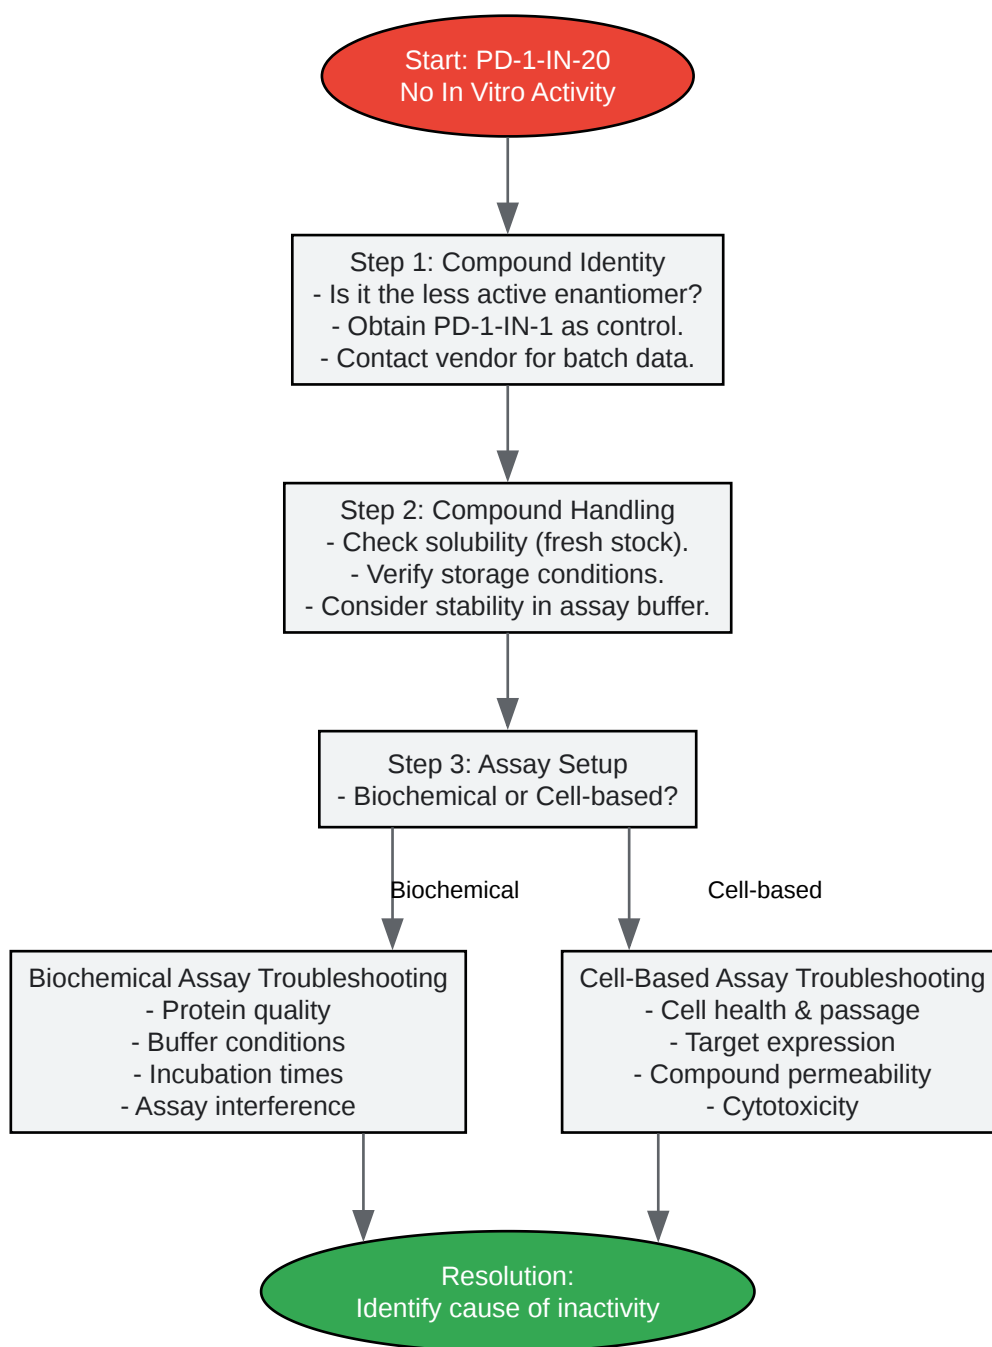 Start: PD-1-IN-20
No In Vitro Activity
Step 1: Compound Identity
- Is it the less active enantiomer?
- Obtain PD-1-IN-1 as control.
- Contact vendor for batch data.
Step 2: Compound Handling
- Check solubility (fresh stock).
- Verify storage conditions.
- Consider stability in assay buffer.
Step 3: Assay Setup
- Biochemical or Cell-based?
Biochemical
Cell-based
Biochemical Assay Troubleshooting
- Protein quality
- Buffer conditions
- Incubation times
- Assay interference
Cell-Based Assay Troubleshooting
- Cell health & passage
- Target expression
- Compound permeability
- Cytotoxicity
Resolution:
Identify cause of inactivity